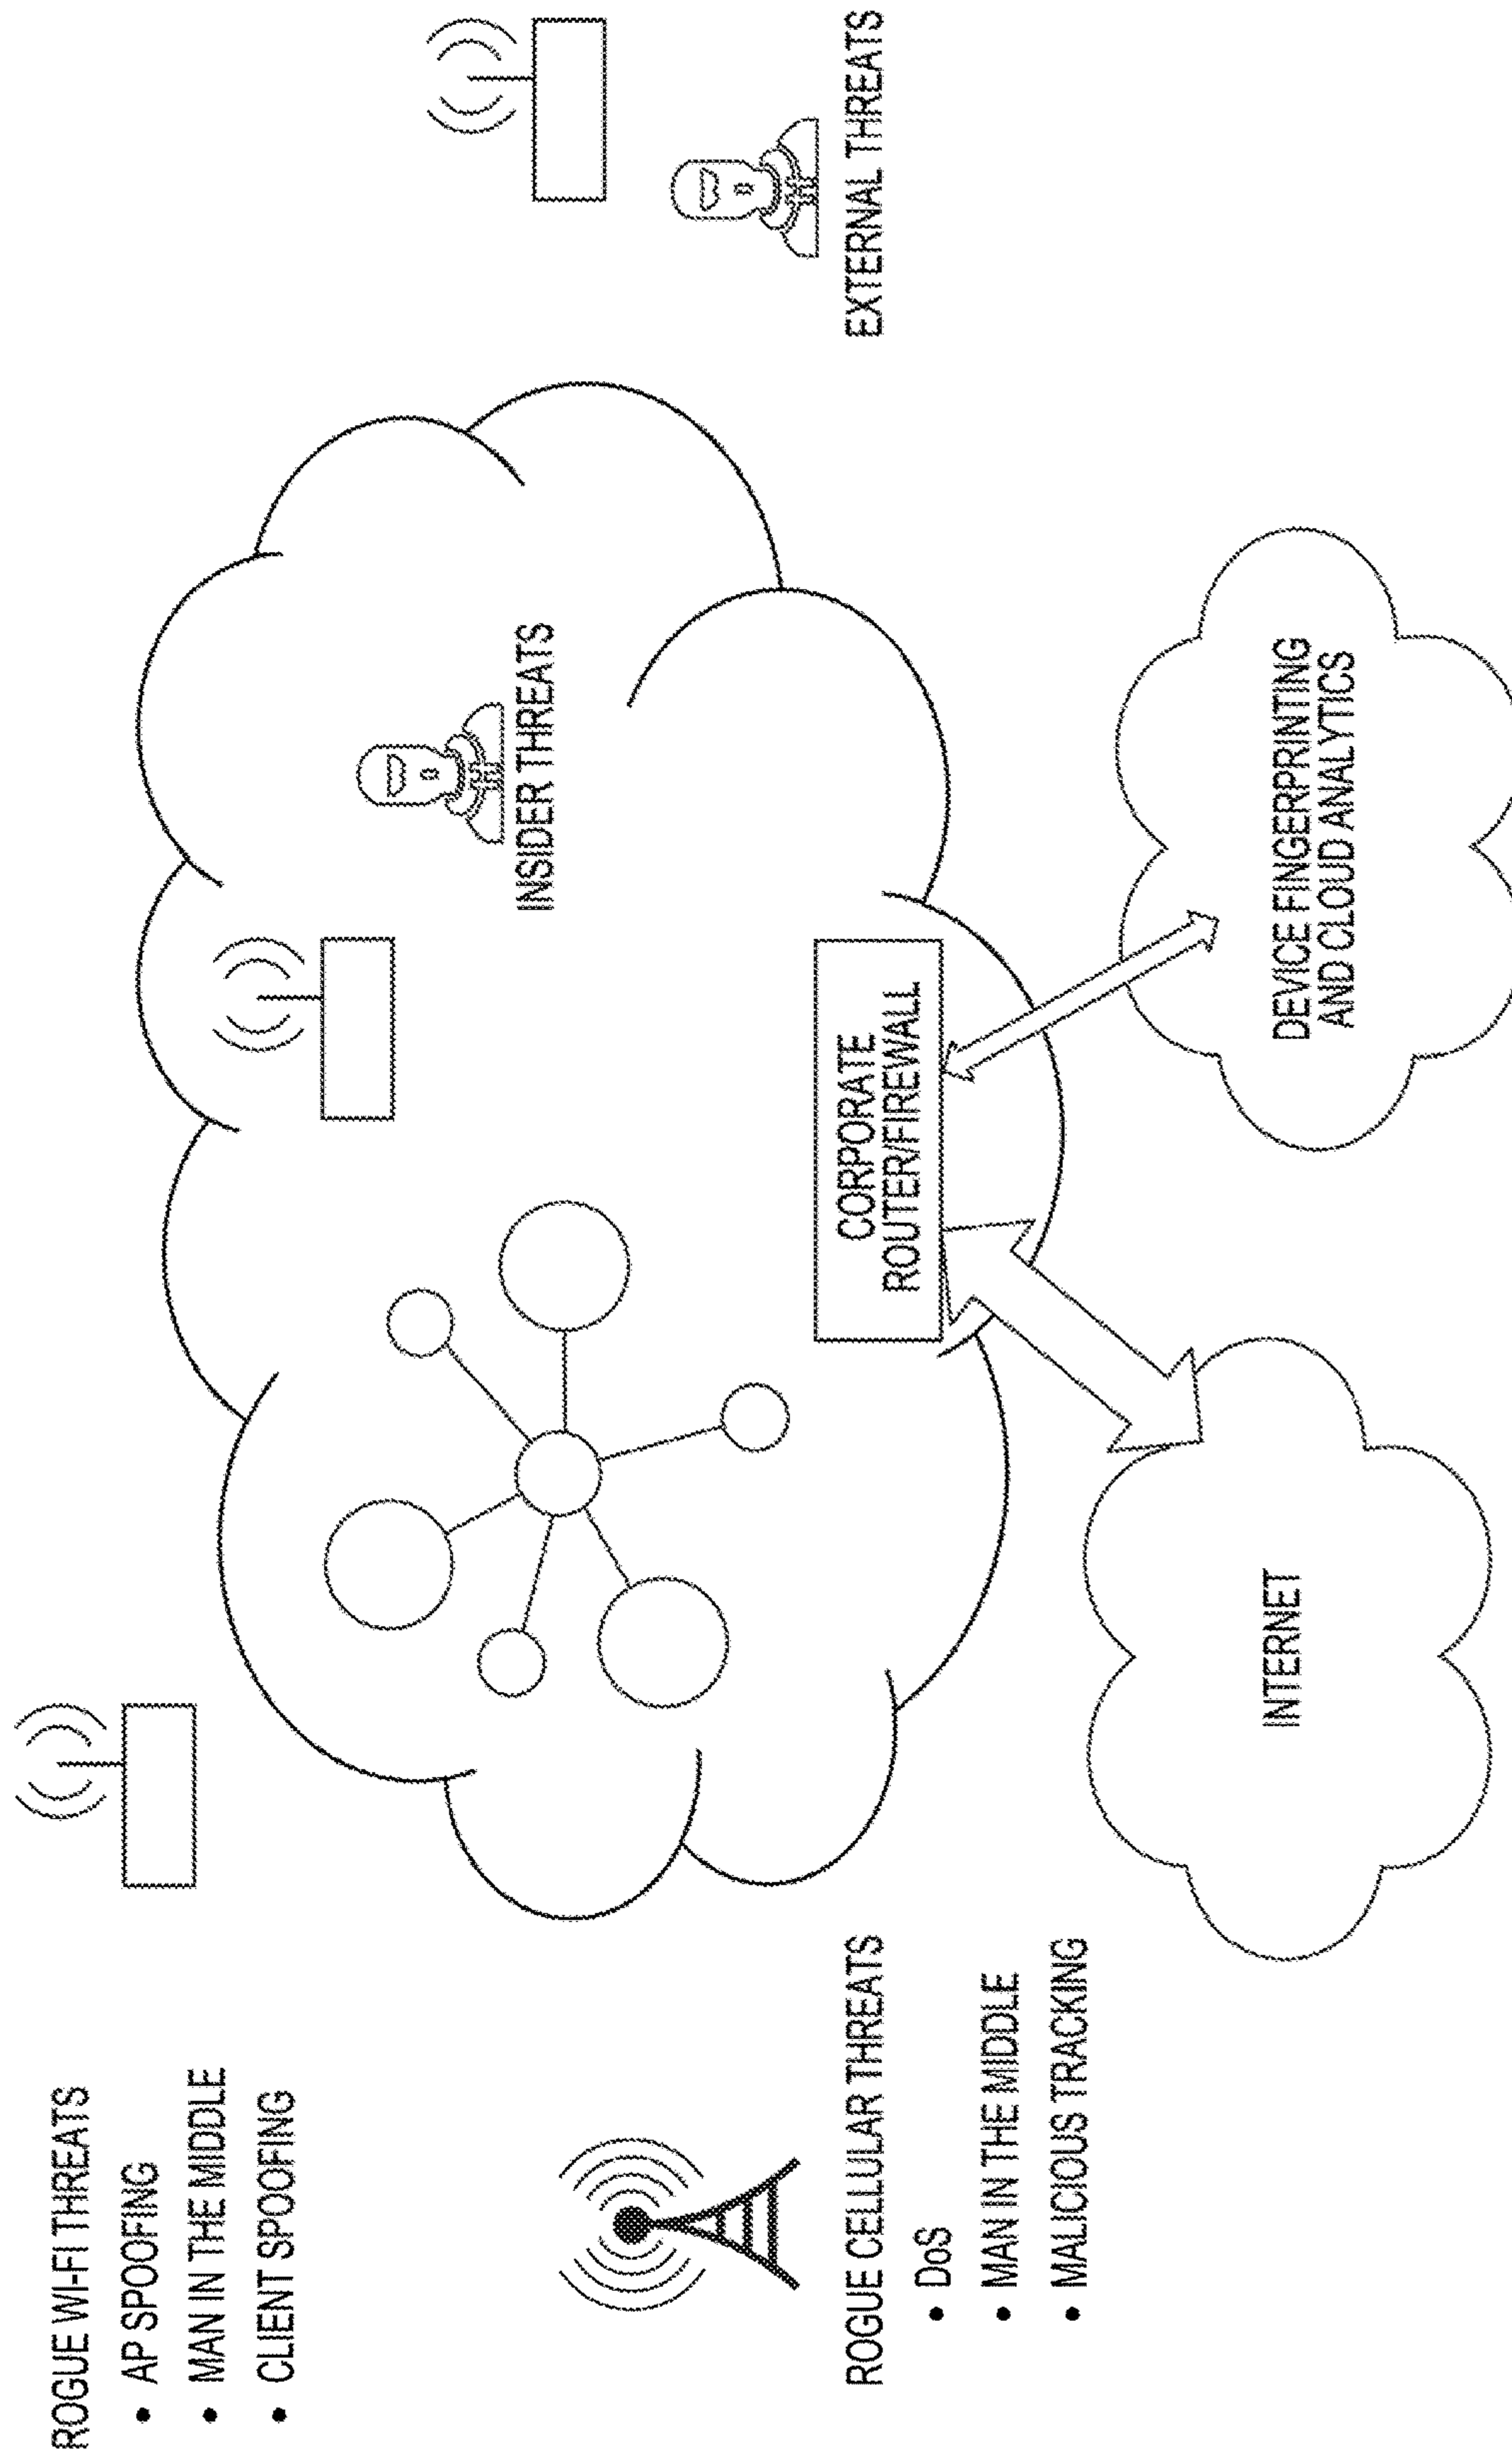 ROGUE WI-FI THREATS
• AP SPOOFING
• MAN IN THE MIDDLE
• CLIENT SPOOFING
ROGUE CELLULAR THREATS
• DoS
• MAN IN THE MIDDLE
• MALICIOUS TRACKING
INSIDER THREATS
EXTERNAL THREATS
CORPORATE
ROUTER/FIREWALL
INTERNET
DEVICE FINGERPRINTING
AND CLOUD ANALYTICS